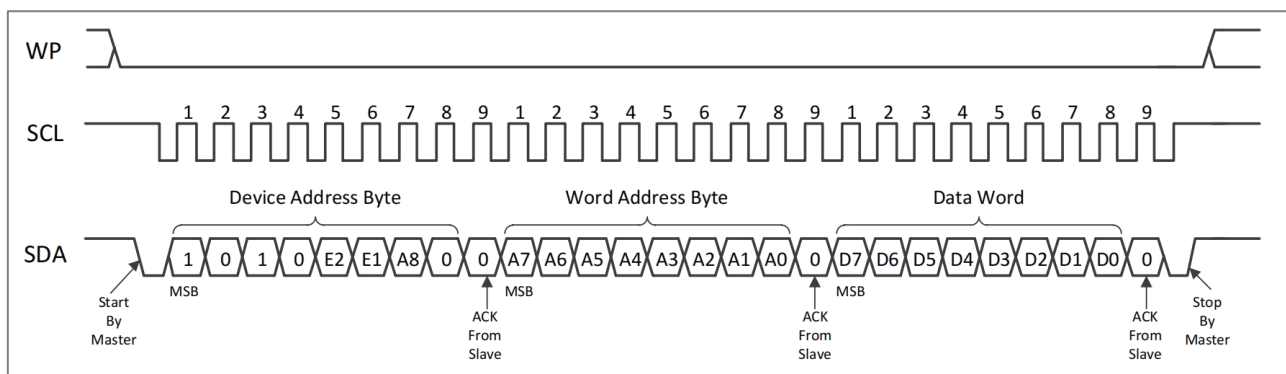 WP
SCL 1 2 3 4 5 6 7 8 9 1 2 3 4 5 6 7 8 9 1 2 3 4 5 6 7 8 9
Device Address Byte Word Address Byte Data Word
SDA 1 0 1 0 E2 E1 A8 0 0 A7 A6 A5 A4 A3 A2 A1 A0 0 D7 D6 D5 D4 D3 D2 D1 D0 0
MSB MSB MSB
Start
By
Master
ACK
From
Slave
ACK
From
Slave
ACK
From
Slave
Stop
By
Master